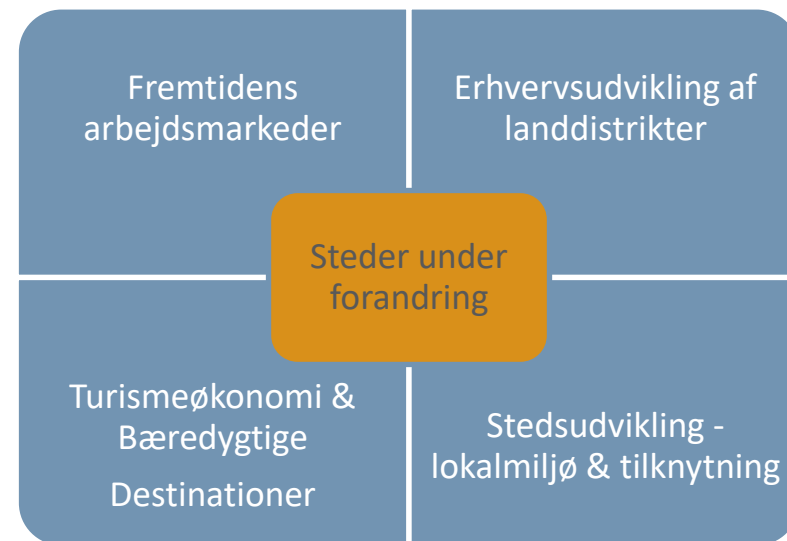 Fremtidens
arbejdsmarkeder
Erhvervsudvikling af
landdistrikter
Steder under
forandring
Turismeøkonomi &
Bæredygtige
Destinationer
Stedsudvikling -
lokalmiljø & tilknytning